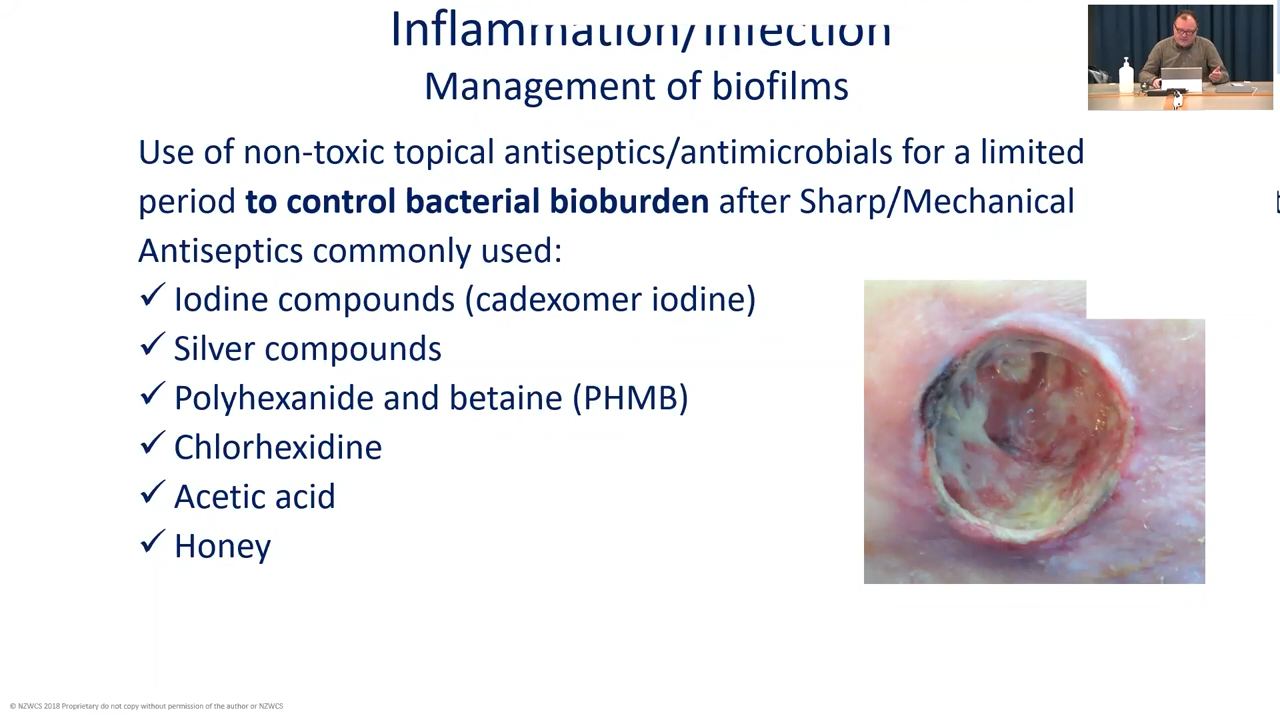 Inflammation/Infection
Management of biofilms
Use of non-toxic topical antiseptics/antimicrobials for a limited
period to control bacterial bioburden after Sharp/Mechanical
Antiseptics commonly used:
✓ Iodine compounds (cadexomer iodine)
✓ Silver compounds
✓ Polyhexanide and betaine (PHMB)
✓ Chlorhexidine
✓ Acetic acid
✓ Honey
© NZWCS 2018 Proprietary do not copy without permission of the author or NZWCS